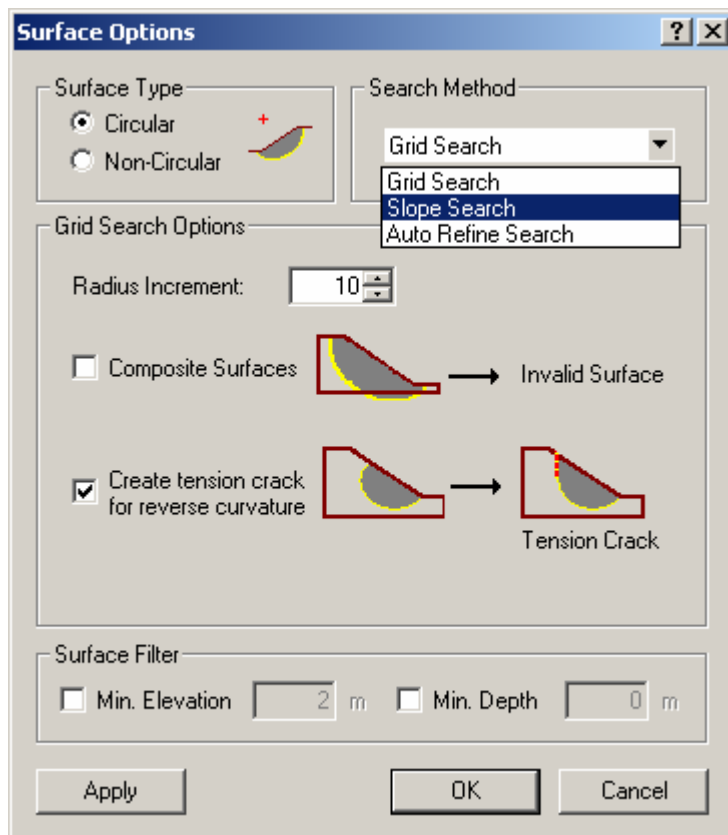 Surface Options
Surface Type
Circular
Non-Circular
Search Method
Grid Search
Grid Search
Slope Search
Auto Refine Search
Grid Search Options
Radius Increment: 10
Composite Surfaces
Invalid Surface
Create tension crack
for reverse curvature
Tension Crack
Surface Filter
Min. Elevation 2 m
Min. Depth 0 m
Apply
OK
Cancel